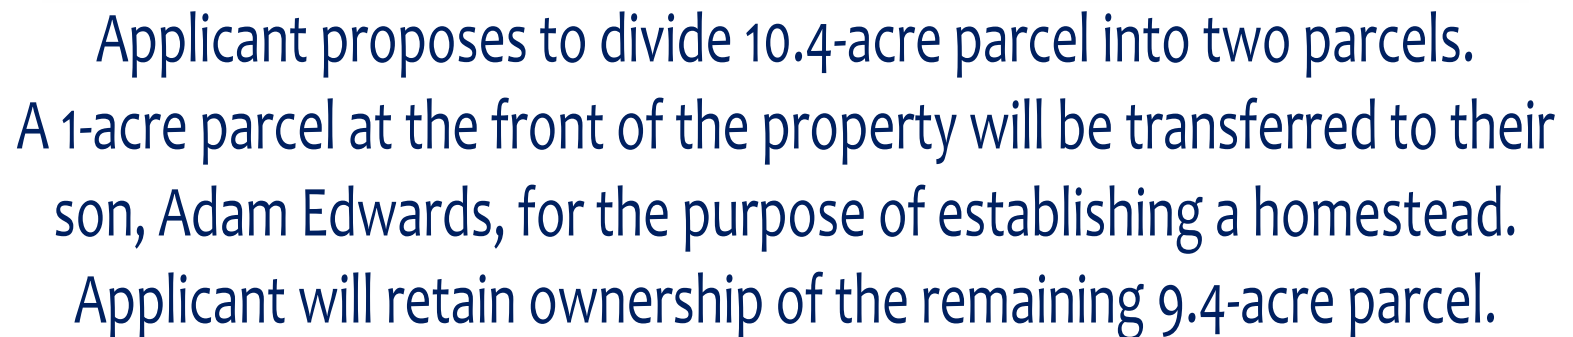 Applicant proposes to divide 10.4-acre parcel into two parcels.
A 1-acre parcel at the front of the property will be transferred to their
son, Adam Edwards, for the purpose of establishing a homestead.
Applicant will retain ownership of the remaining 9.4-acre parcel.